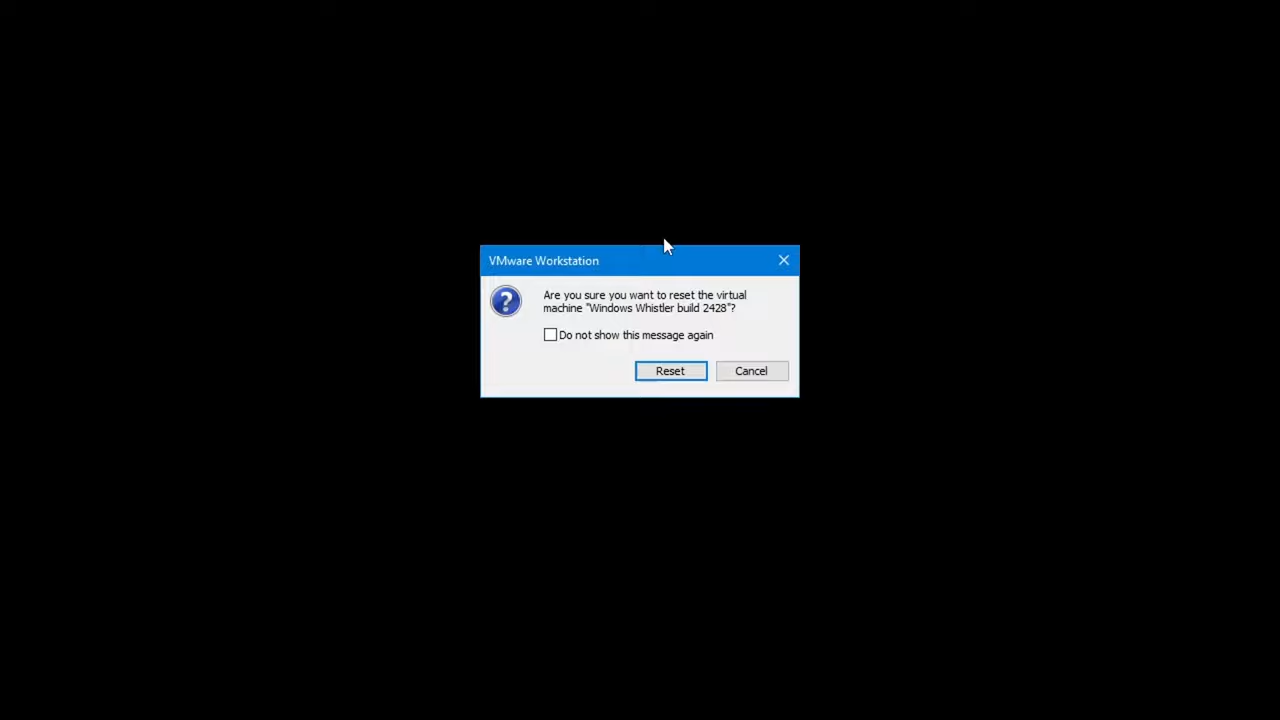 VMware Workstation
Are you sure you want to reset the virtual
machine "Windows Whistler build 2428"?
Do not show this message again
Reset Cancel